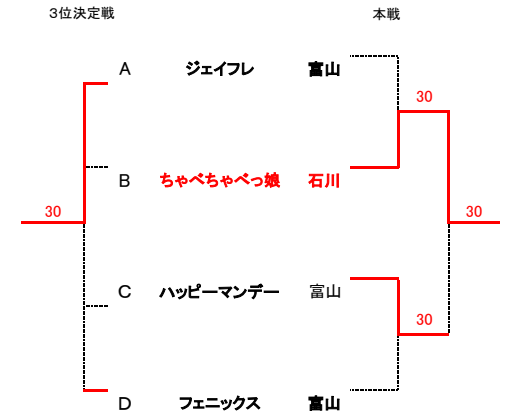 3位決定戦 本戦
A ジェイフレ 富山
30
B ちゃべちゃべっ娘 石川
30 30
C ハッピーマンデー 富山
30
D フェニックス 富山